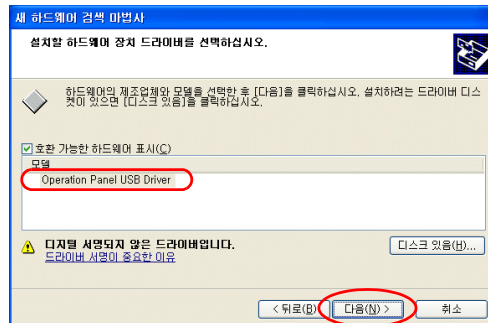 새 하드웨어 검색 마법사
설치할 하드웨어 장치 드라이버를 선택하십시오.
하드웨어의 제조업체와 모델을 선택한 후 [다음]을 클릭하십시오. 설치하려는 드라이버 디스
켓이 있으면 [디스크 있음]을 클릭하십시오.
호환 가능한 하드웨어 표시(C)
모델
Operation Panel USB Driver
디지털 서명되지 않은 드라이버입니다.
드라이버 서명이 중요한 이유
디스크 있음(H)...
< 뒤로(B)
다음(N) >
취소